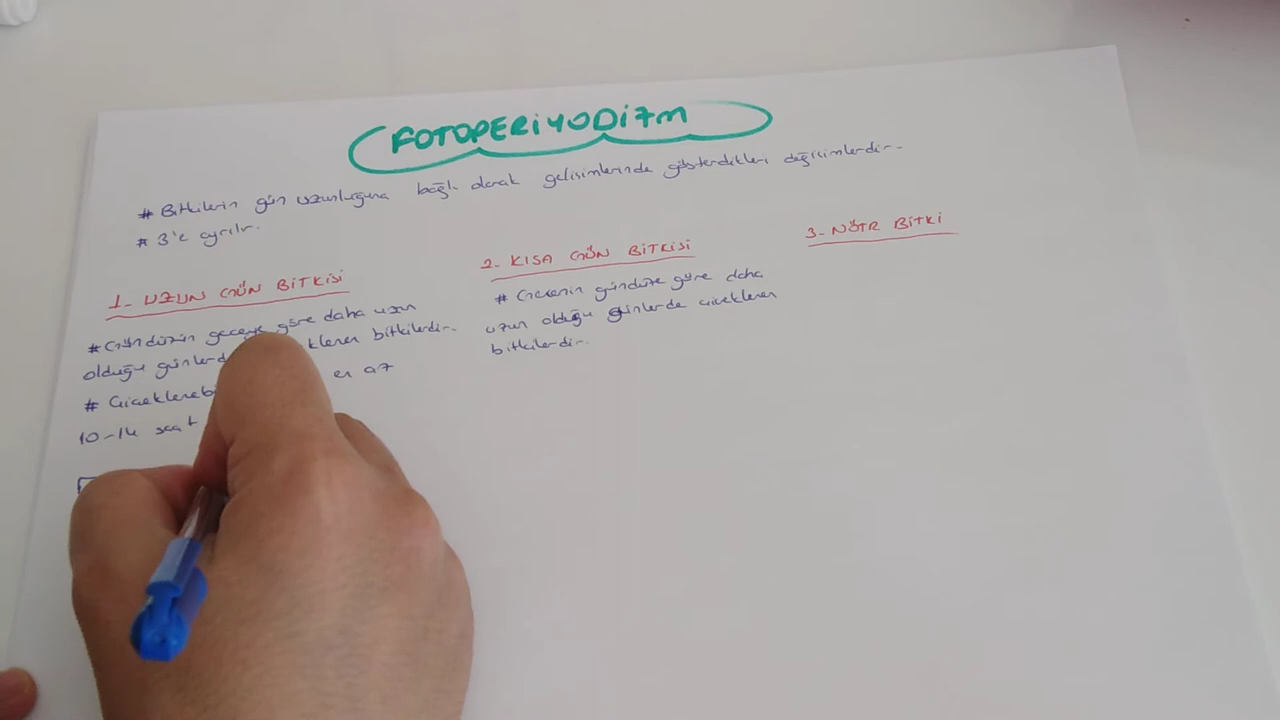 FOTOPERİYODİZM
# Bitkilerin gün uzunluğuna bağlı olarak gelişimlerinde gösterdikleri değişimlerdir.
# 3'e ayrılır.
1- UZUN GÜN BİTKİSİ
# Gündüzün geceye göre daha uzun
olduğu bitkilerdir.
# en az
10-14 saat
2- KISA GÜN BİTKİSİ
# Gecenin gündüze göre daha
uzun olduğu günlerde çiçeklenen
bitkilerdir.
3- NÖTR BİTKİ